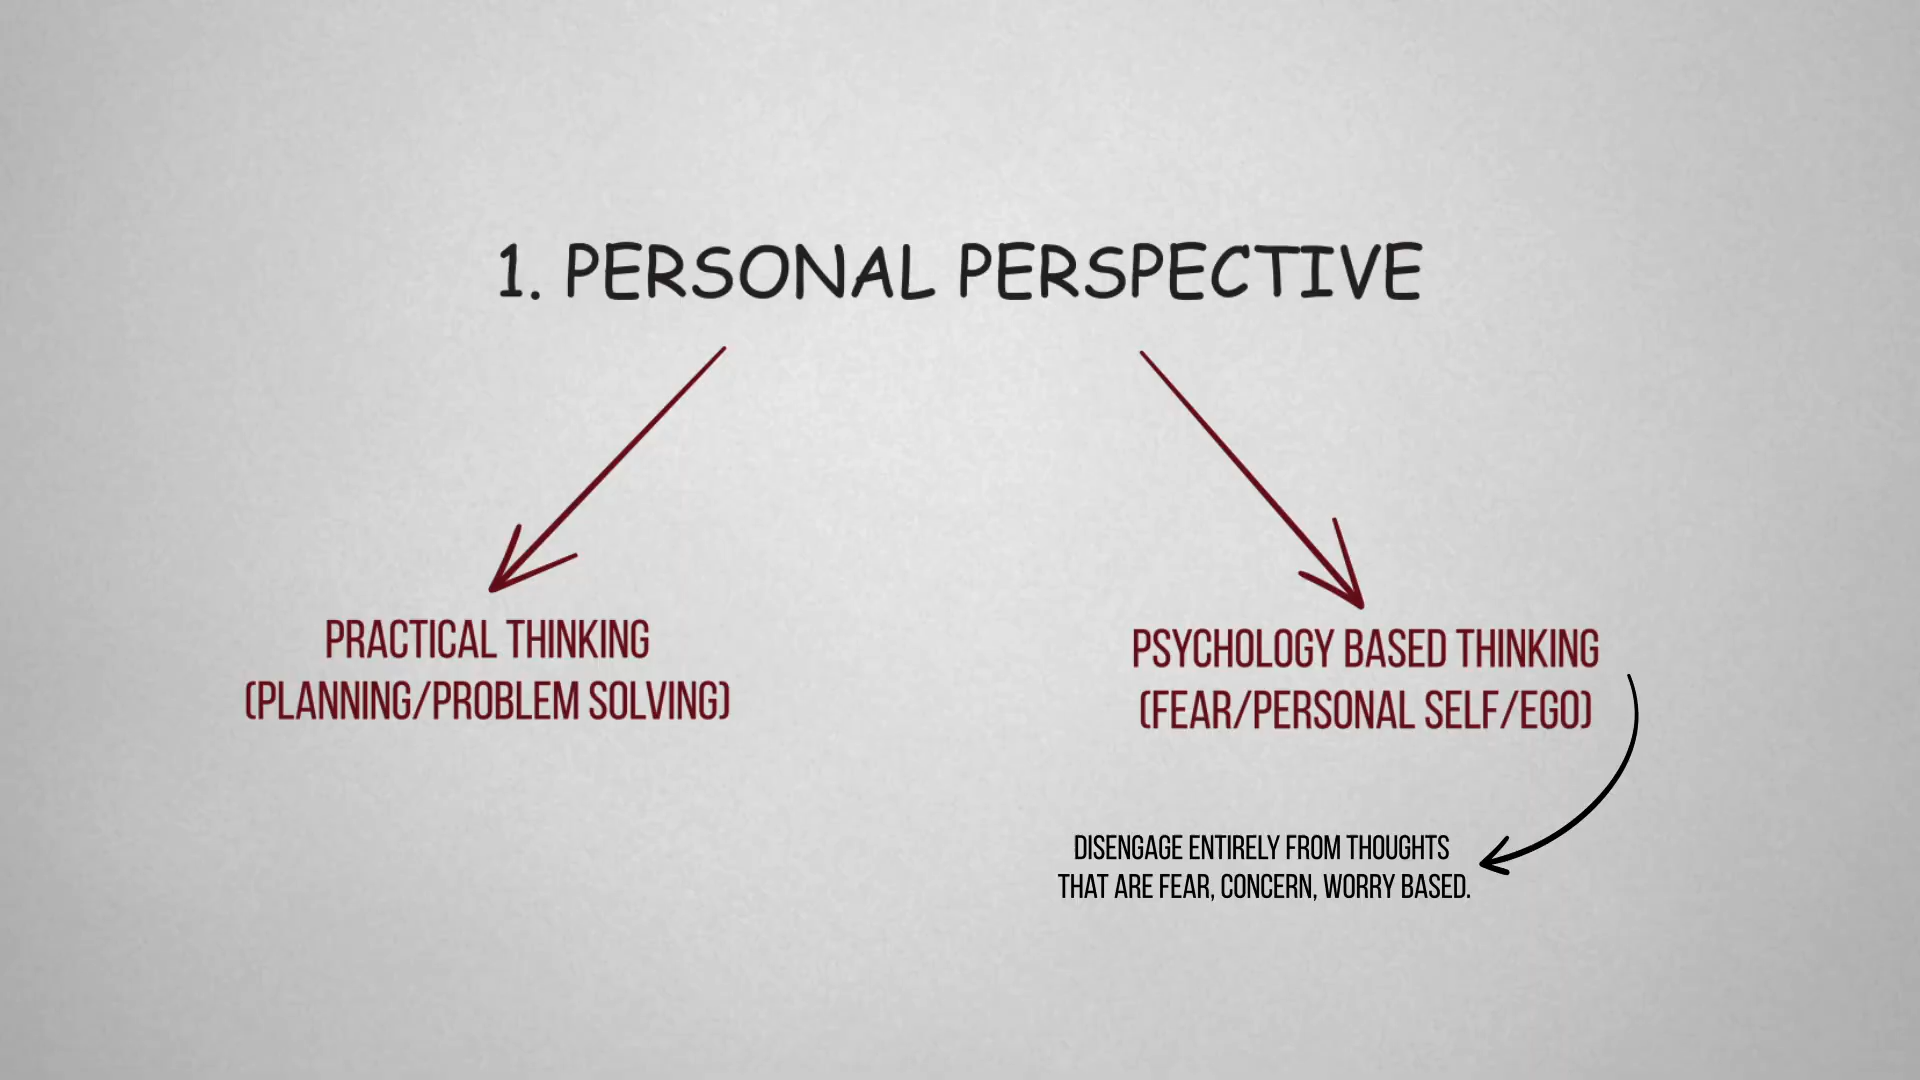 1. PERSONAL PERSPECTIVE
PRACTICAL THINKING
(PLANNING/PROBLEM SOLVING)
PSYCHOLOGY BASED THINKING
(FEAR/PERSONAL SELF/EGO)
DISENGAGE ENTIRELY FROM THOUGHTS
THAT ARE FEAR, CONCERN, WORRY BASED.